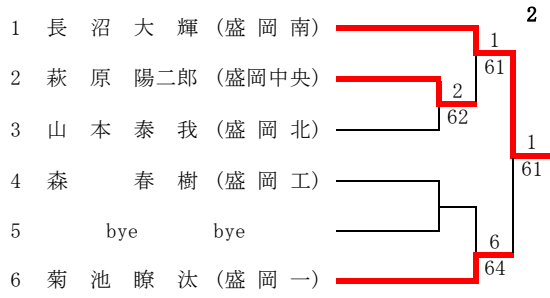 2
1 長 沼 大 輝 (盛 岡 南)
1
61
2 萩 原 陽二郎 (盛岡中央)
2
62
3 山 本 泰 我 (盛 岡 北)
1
61
4 森 春 樹 (盛 岡 工)
5 bye bye
6
64
6 菊 池 瞭 汰 (盛 岡 一)